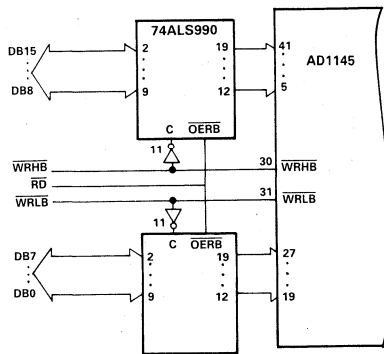 74ALS990
DB15
2
19
41
AD1145
DB8
9
12
5
C
OERB
11
WRHB
30
WRHB
RD
WRLB
31
WRLB
11
C
OERB
DB7
2
19
27
DB0
9
12
19